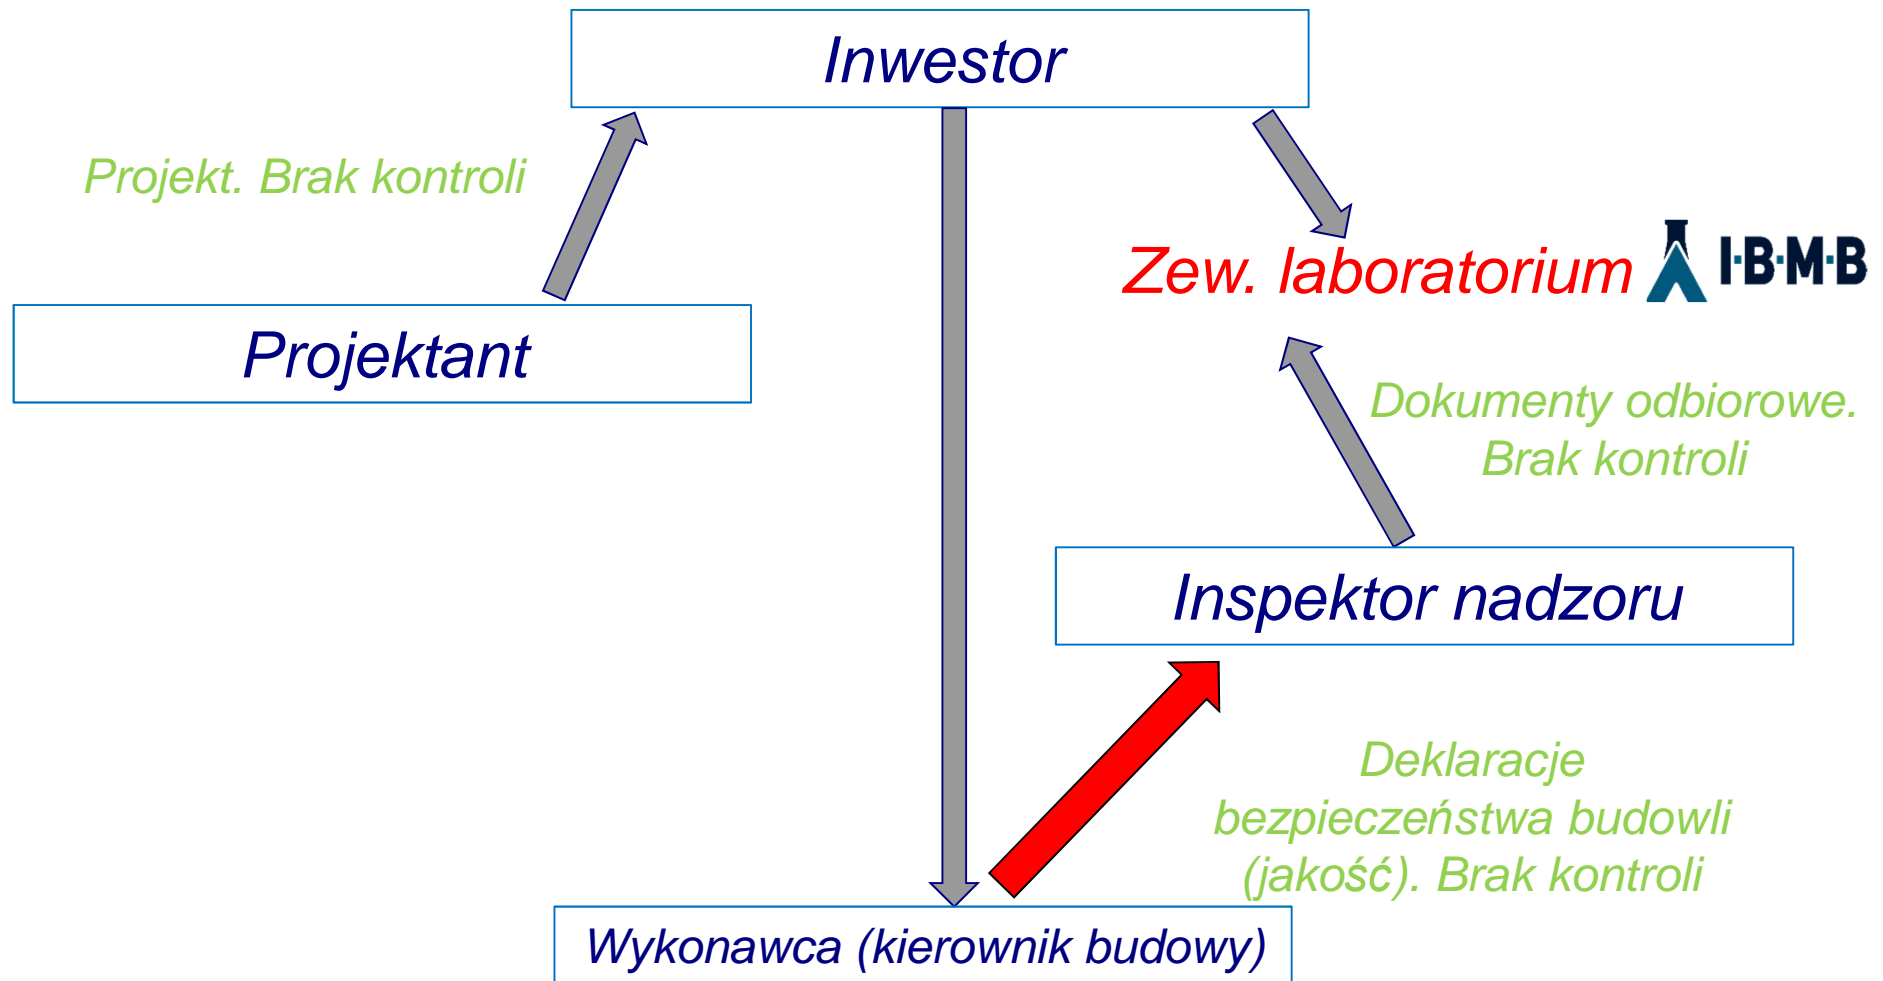 Inwestor
Projekt. Brak kontroli
Zew. laboratorium
I·B·M·B
Projektant
Dokumenty odbiorowe.
Brak kontroli
Inspektor nadzoru
Deklaracje
bezpieczeństwa budowli
(jakość). Brak kontroli
Wykonawca (kierownik budowy)